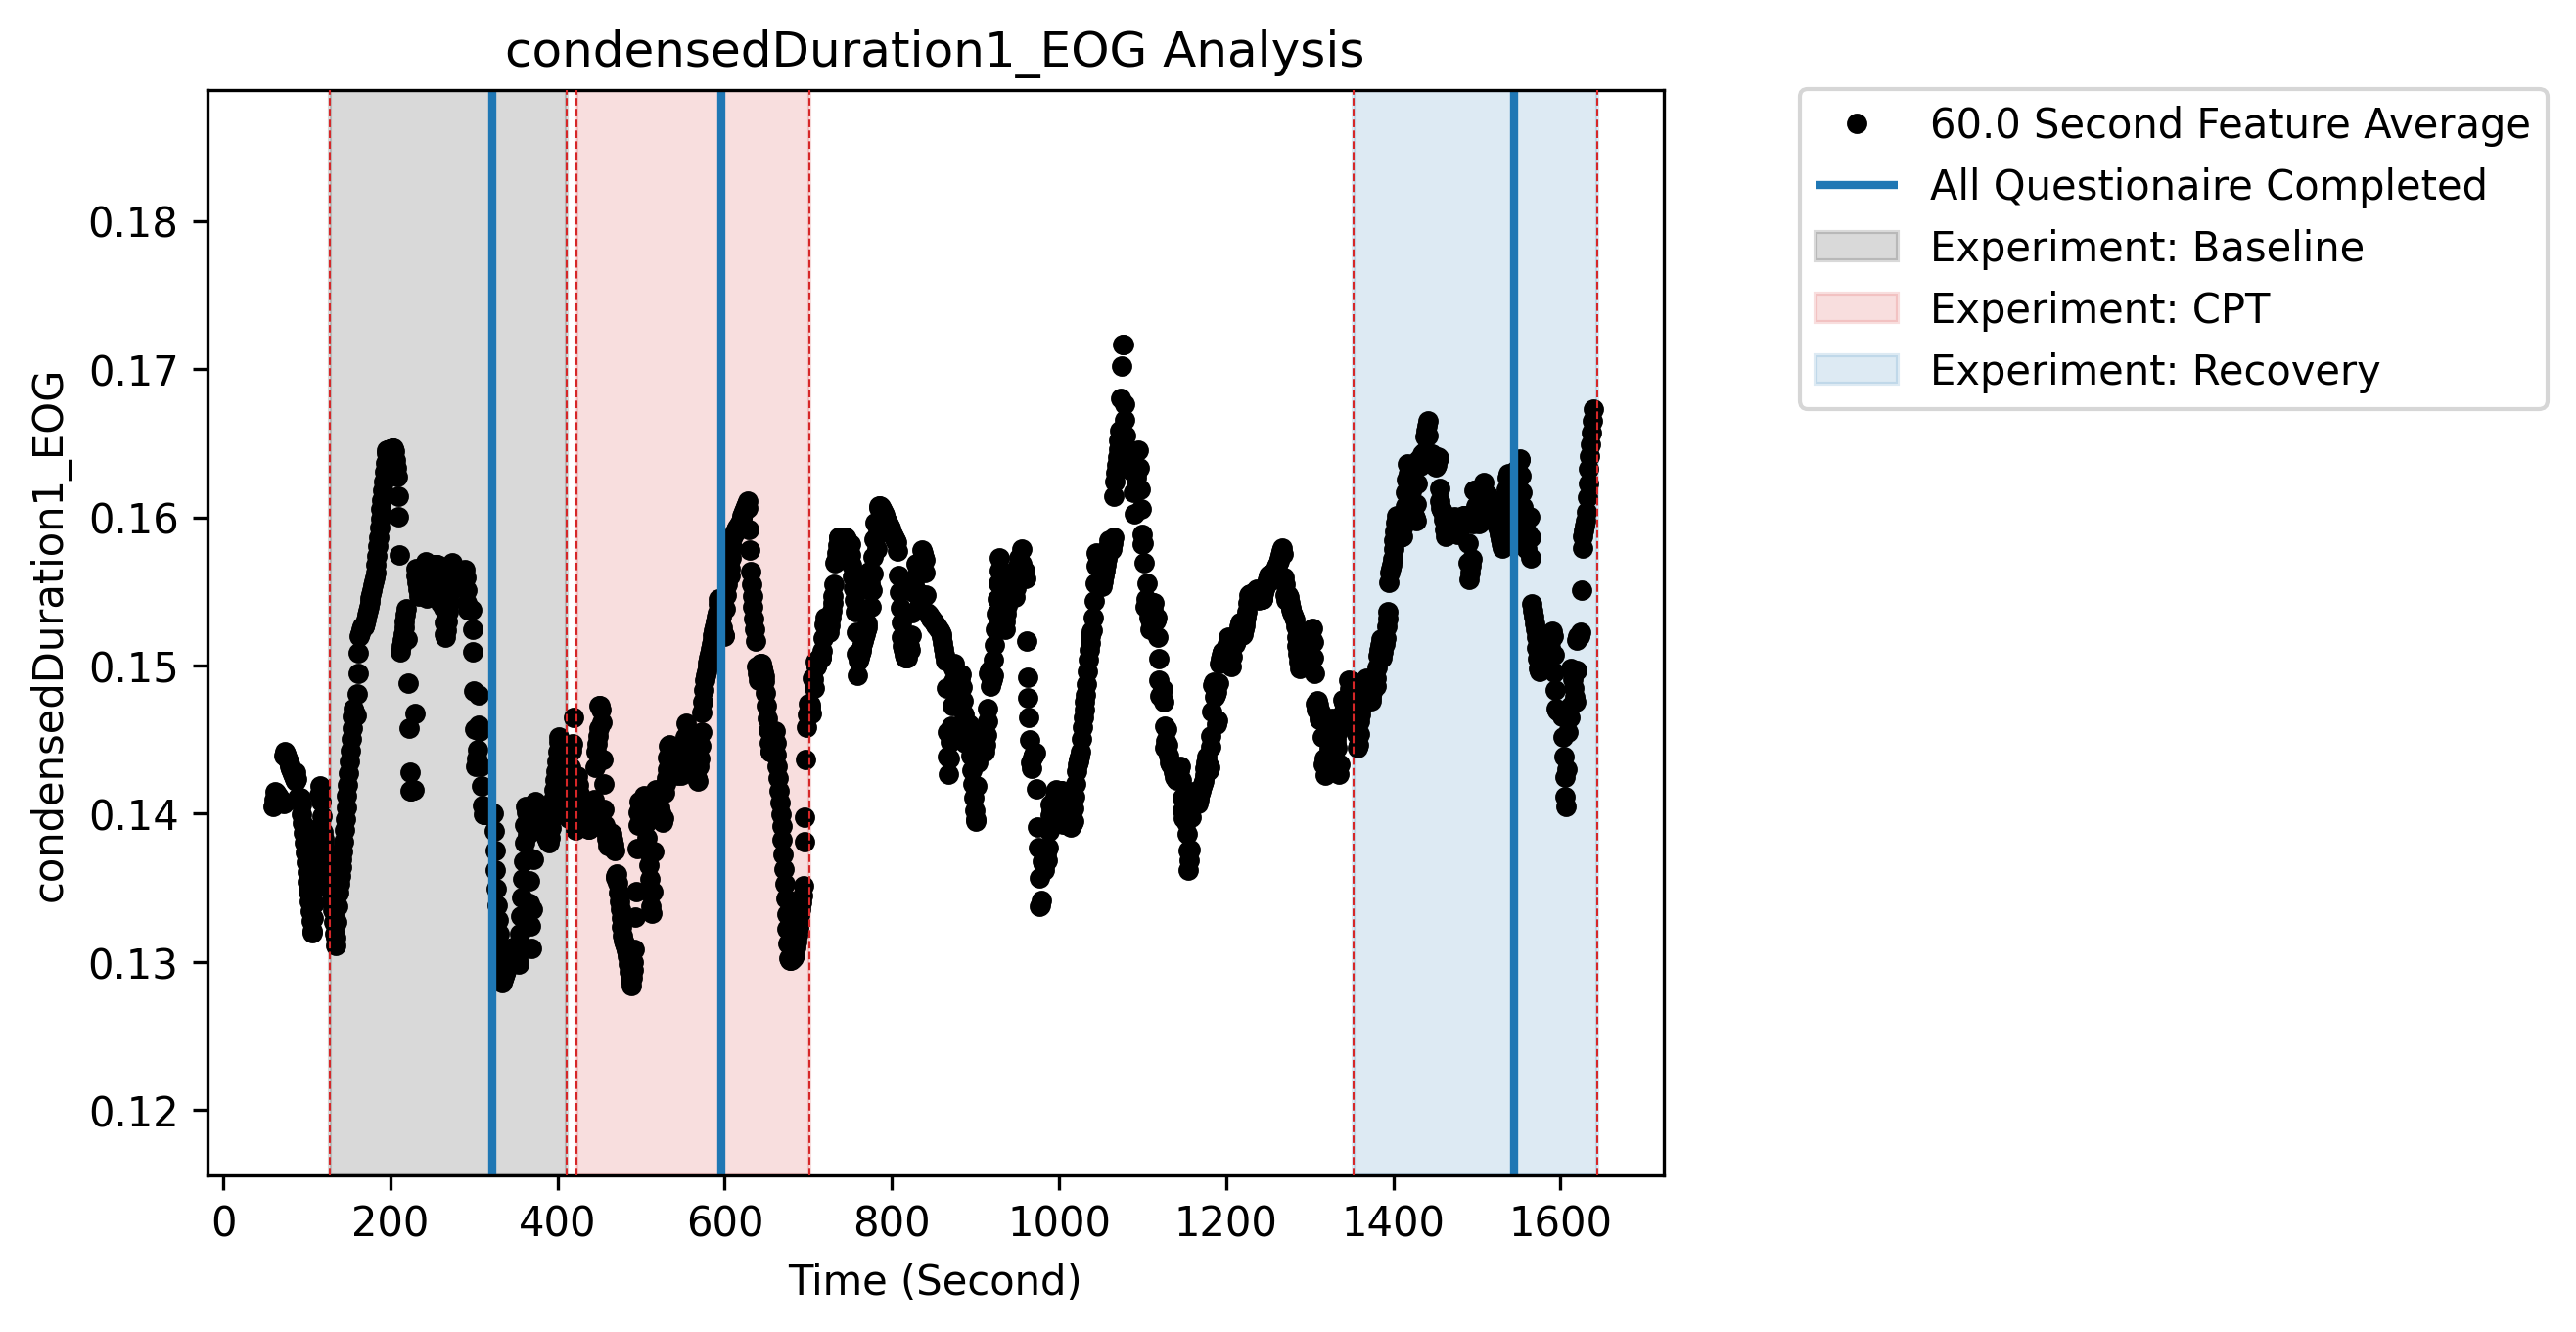 condensedDuration1_EOG Analysis
condensedDuration1_EOG
0.18
0.17
0.16
0.15
0.14
0.13
0.12
0 200 400 600 800 1000 1200 1400 1600
Time (Second)
60.0 Second Feature Average
All Questionaire Completed
Experiment: Baseline
Experiment: CPT
Experiment: Recovery